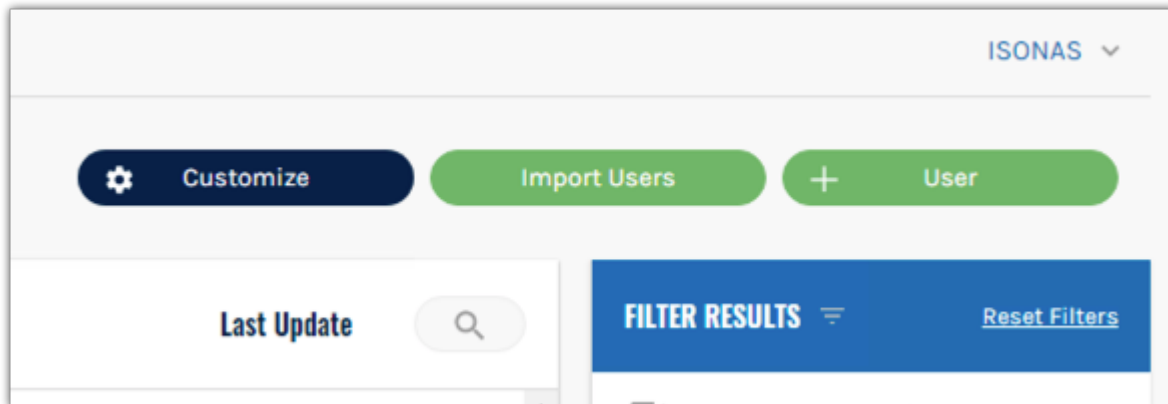 ISONAS
Customize
Import Users
User
Last Update
FILTER RESULTS
Reset Filters